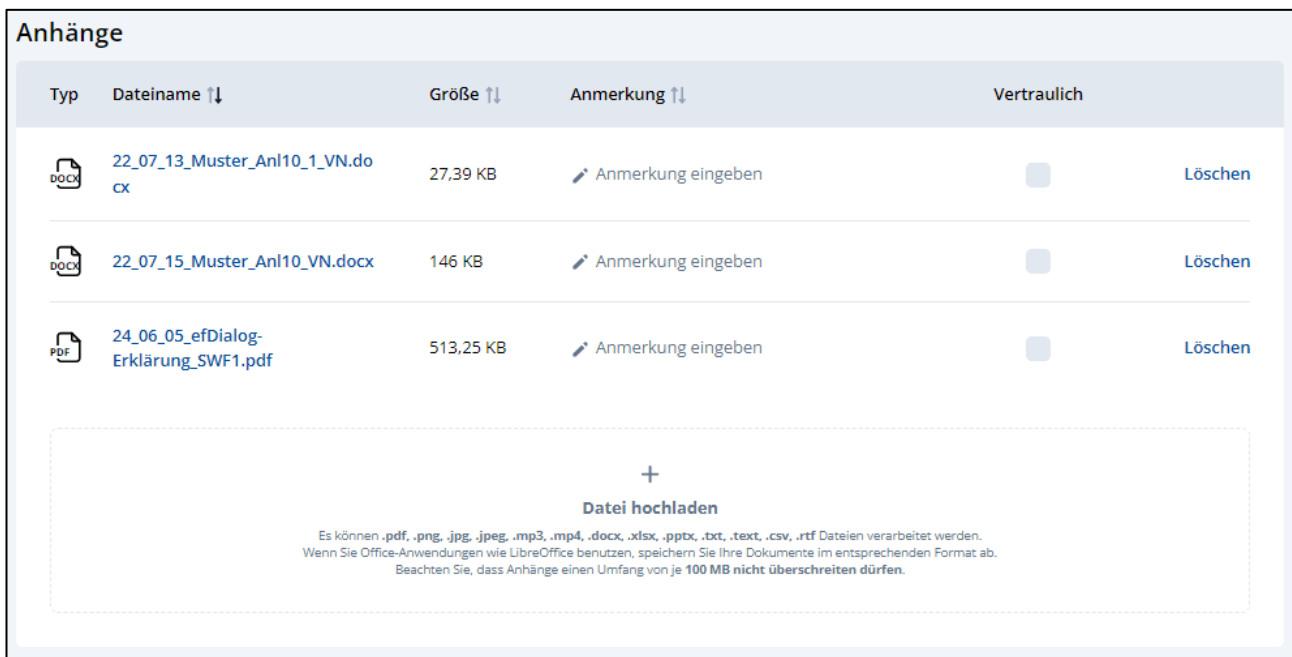 Anhänge
Typ Dateiname Größe Anmerkung Vertraulich
DOCX 22_07_13_Muster_Anl10_1_VN.do
cx 27,39 KB Anmerkung eingeben Löschen
DOCX 22_07_15_Muster_Anl10_VN.docx 146 KB Anmerkung eingeben Löschen
PDF 24_06_05_efDialog-
Erklärung_SWF1.pdf 513,25 KB Anmerkung eingeben Löschen
Datei hochladen
Es können .pdf, .png, .jpg, .jpeg, .mp3, .mp4, .docx, .xlsx, .pptx, .txt, .text, .csv, .rtf Dateien verarbeitet werden.
Wenn Sie Office-Anwendungen wie LibreOffice benutzen, speichern Sie Ihre Dokumente im entsprechenden Format ab.
Beachten Sie, dass Anhänge einen Umfang von je 100 MB nicht überschreiten dürfen.